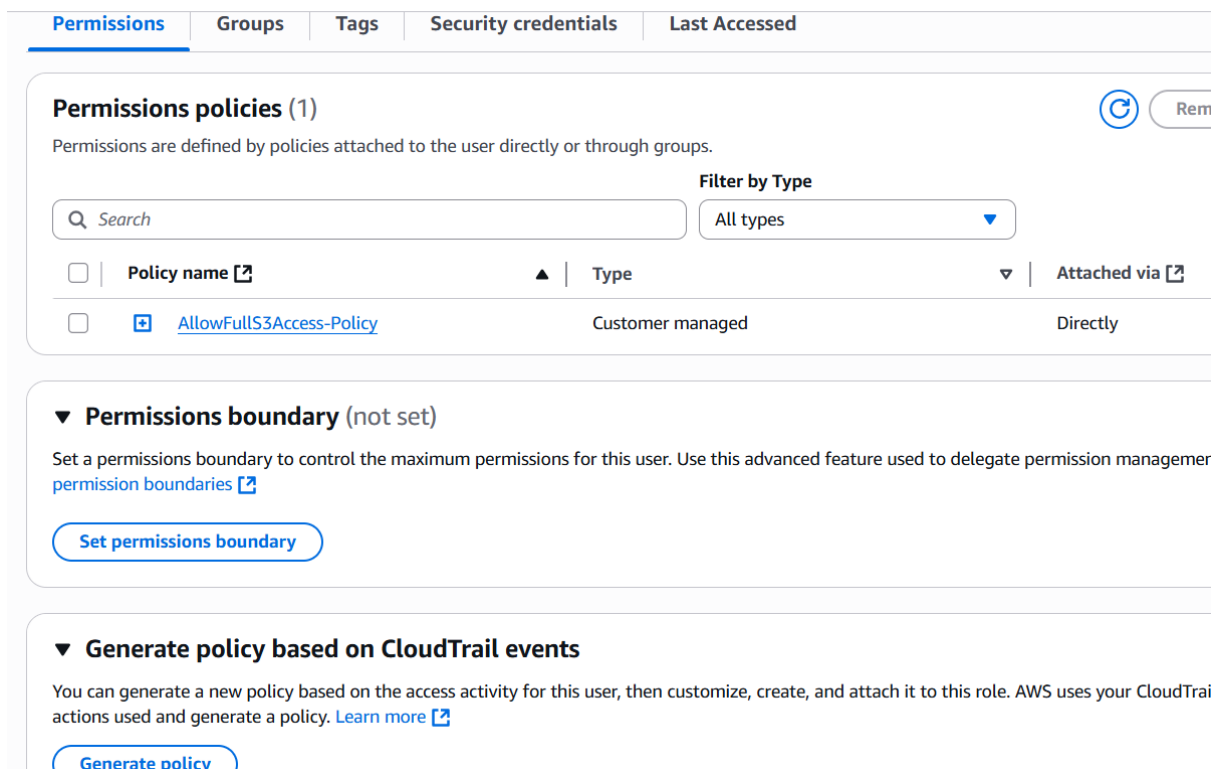 Permissions Groups Tags Security credentials Last Accessed
Permissions policies (1)
Permissions are defined by policies attached to the user directly or through groups.
Filter by Type
Search All types
Policy name Type Attached via
AllowFullS3Access-Policy Customer managed Directly
Permissions boundary (not set)
Set a permissions boundary to control the maximum permissions for this user. Use this advanced feature used to delegate permission
permission boundaries
Set permissions boundary
Generate policy based on CloudTrail events
You can generate a new policy based on the access activity for this user, then customize, create, and attach it to this role. AWS uses your
actions used and generate a policy. Learn more
Generate policy